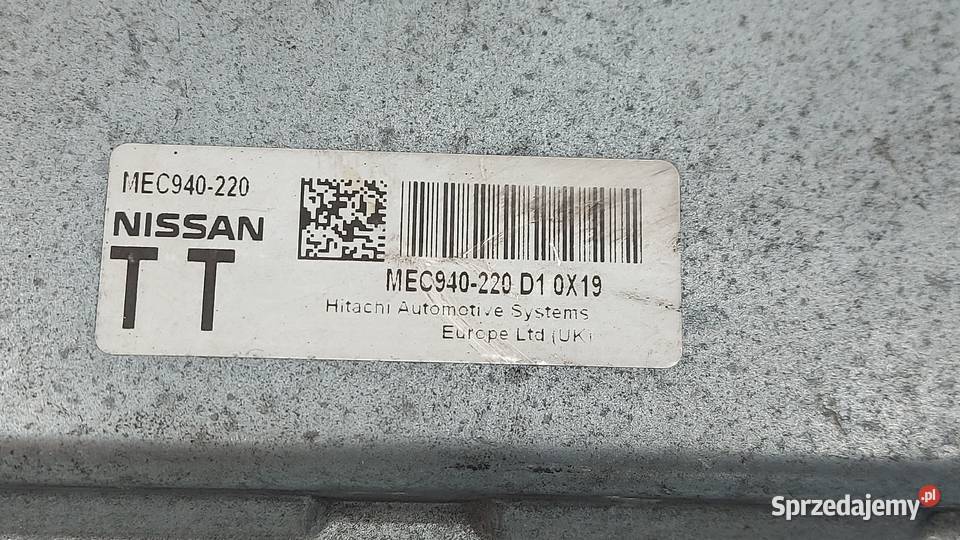 MEC940-220
NISSAN
TT
MEC940-220 D1 0X19
Hitachi Automotive Systems
Europe Ltd (UK)
Sprzedajemy.pl